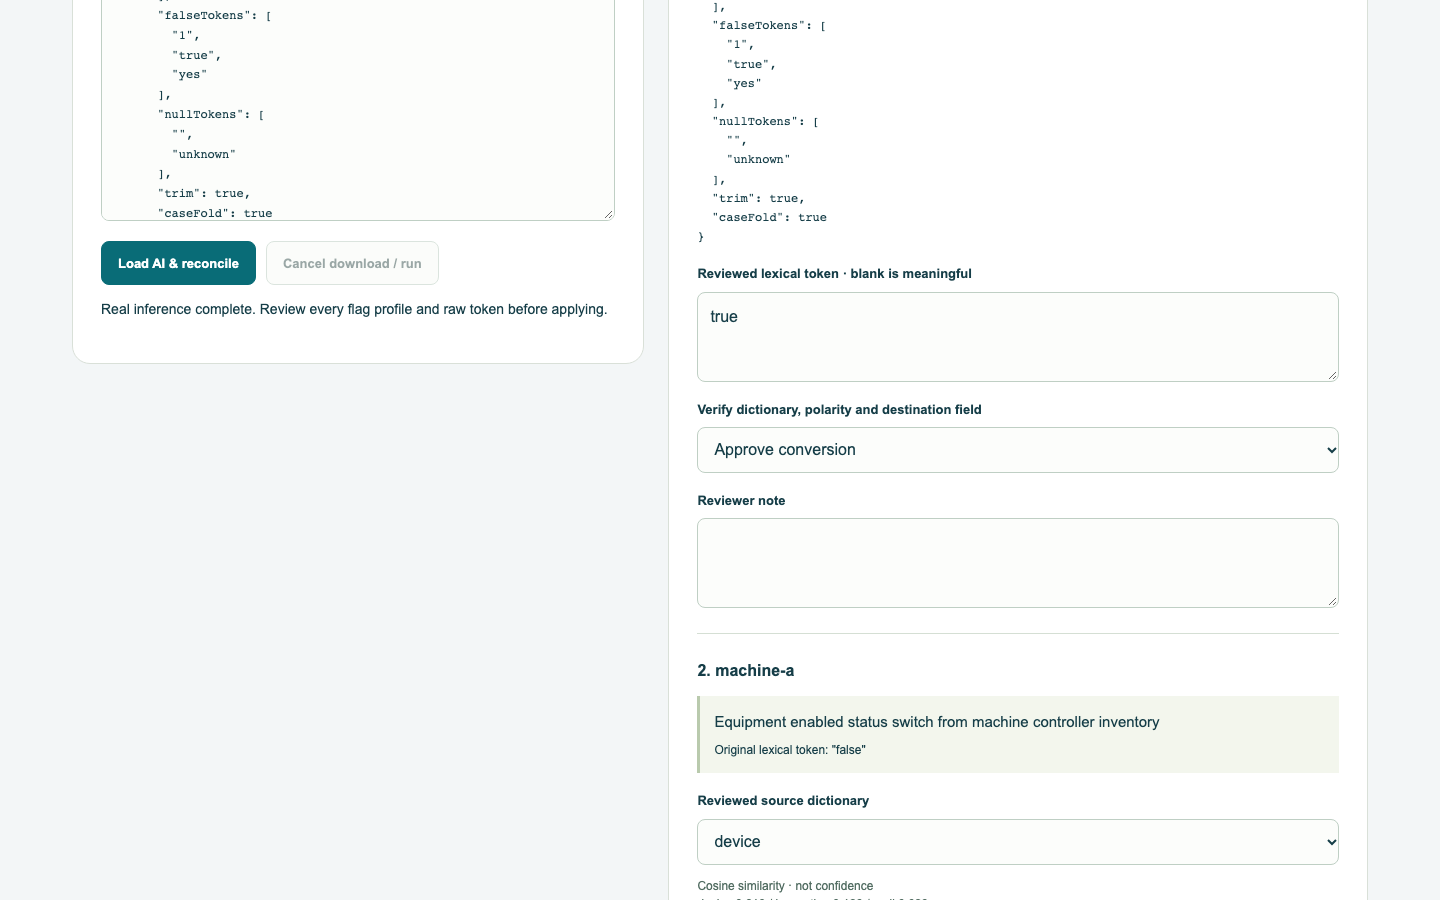 "falseTokens": [
"1",
"true",
"yes"
],
"nullTokens": [
"",
"unknown"
],
"trim": true,
"caseFold": true
Load AI & reconcile
Cancel download / run
Real inference complete. Review every flag profile and raw token before applying.
],
"falseTokens": [
"1",
"true",
"yes"
],
"nullTokens": [
"",
"unknown"
],
"trim": true,
"caseFold": true
}
Reviewed lexical token · blank is meaningful
true
Verify dictionary, polarity and destination field
Approve conversion
Reviewer note
2. machine-a
Equipment enabled status switch from machine controller inventory
Original lexical token: "false"
Reviewed source dictionary
device
Cosine similarity · not confidence